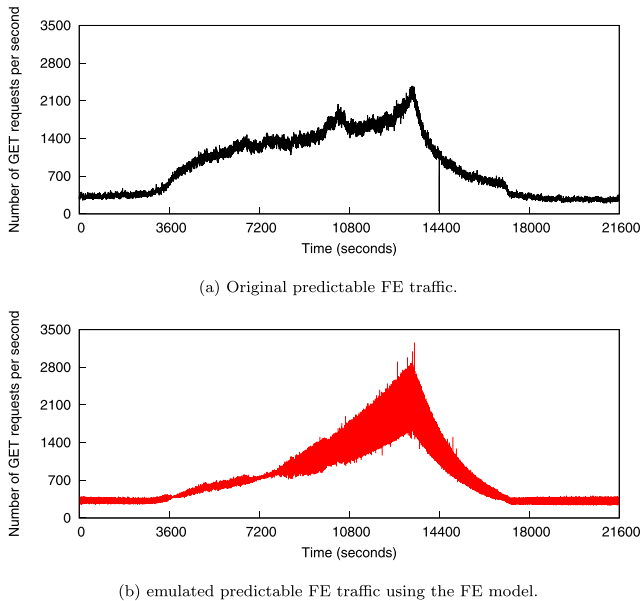 Number of GET requests per second
3500
2800
2100
1400
700
0
0 3600 7200 10800 14400 18000 21600
Time (seconds)
(a) Original predictable FE traffic.
Number of GET requests per second
3500
2800
2100
1400
700
0
0 3600 7200 10800 14400 18000 21600
Time (seconds)
(b) emulated predictable FE traffic using the FE model.